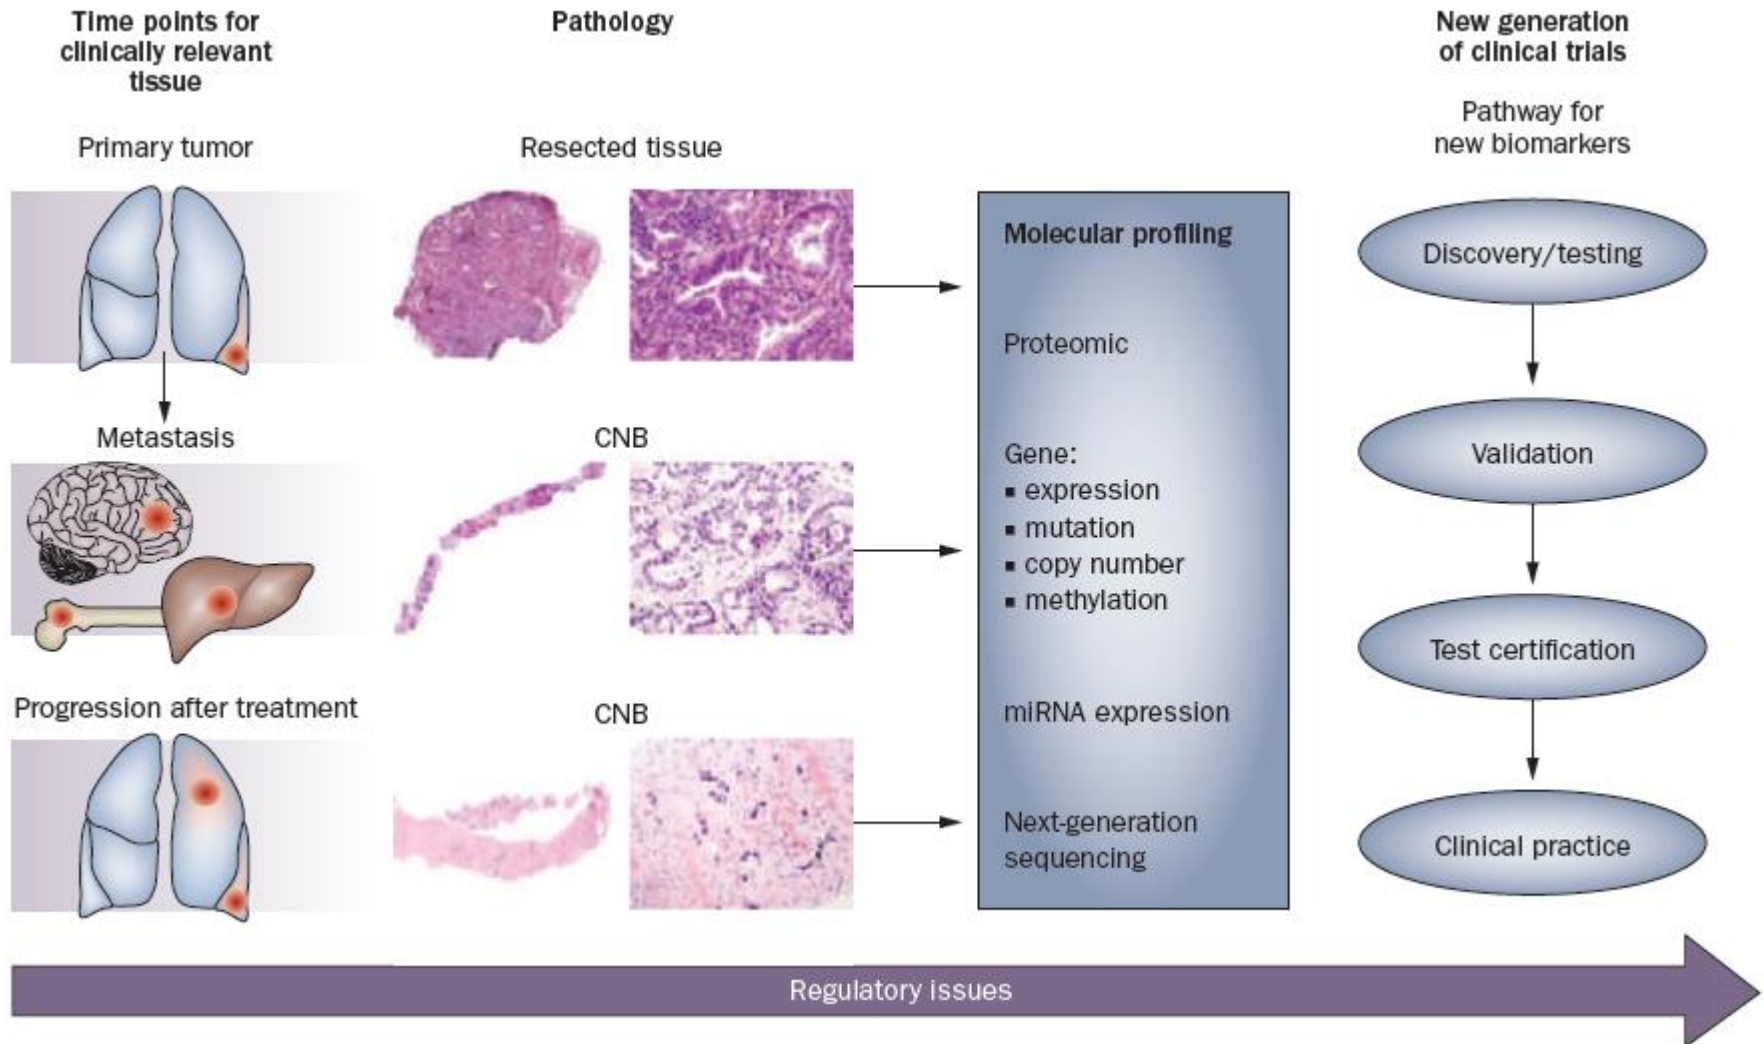 Time points for
clinically relevant
tissue
Pathology
New generation
of clinical trials
Pathway for
new biomarkers
Primary tumor
Resected tissue
Metastasis
CNB
Progression after treatment
CNB
Molecular profiling
Proteomic
Gene:
▪ expression
▪ mutation
▪ copy number
▪ methylation
miRNA expression
Next-generation
sequencing
Discovery/testing
Validation
Test certification
Clinical practice
Regulatory issues